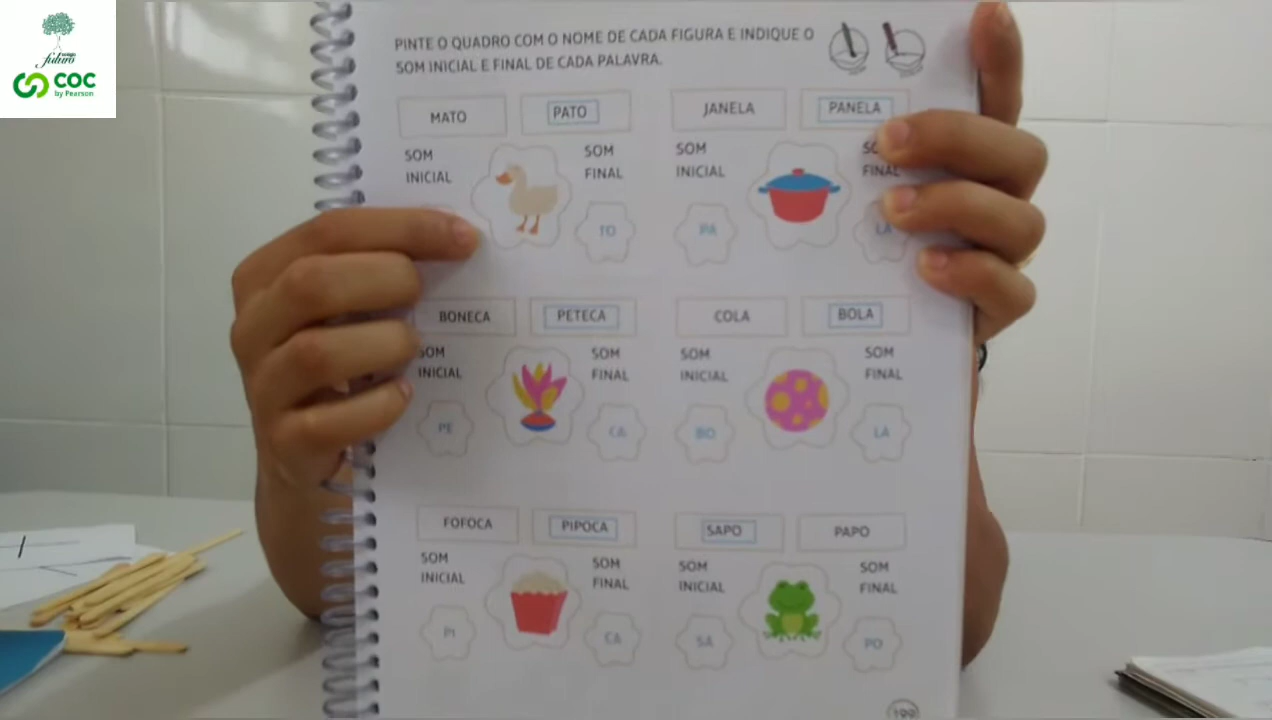 futuro
COC
by Pearson
PINTE O QUADRO COM O NOME DE CADA FIGURA E INDIQUE O
SOM INICIAL E FINAL DE CADA PALAVRA.
MATO PATO JANELA PANELA
SOM INICIAL SOM FINAL SOM INICIAL FINAL
TO PA LA
BONECA PETECA COLA BOLA
SOM INICIAL SOM FINAL SOM INICIAL SOM FINAL
PE CA BO LA
FOFOCA PIPOCA SAPO PAPO
SOM INICIAL SOM FINAL SOM INICIAL SOM FINAL
PI CA SA PO
199